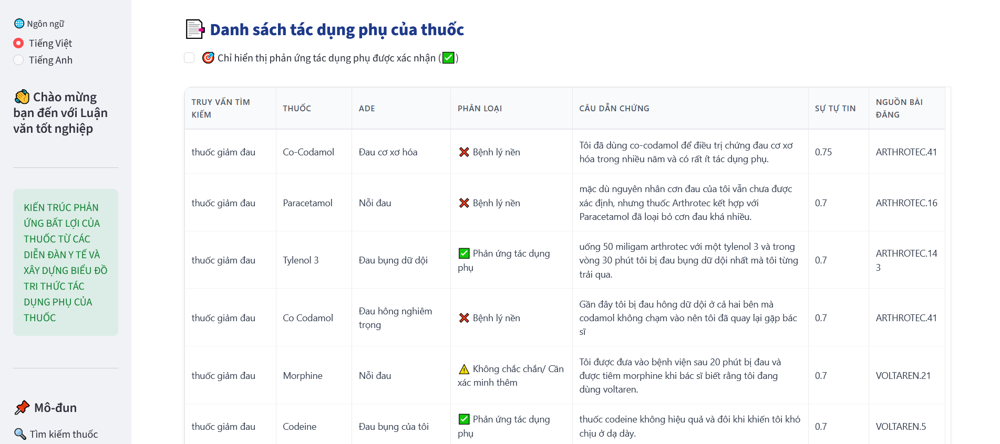 Ngôn ngữ
Tiếng Việt
Tiếng Anh
Chào mừng
bạn đến với Luận
văn tốt nghiệp
KIẾN TRÚC PHẢN
ỨNG BẤT LỢI CỦA
THUỐC TỪ CÁC
DIỄN ĐÀN Y TẾ VÀ
XÂY DỰNG BIỂU ĐỒ
TRI THỨC TÁC
DỤNG PHỤ CỦA
THUỐC
Mô-đun
Tìm kiếm thuốc
Danh sách tác dụng phụ của thuốc
Chỉ hiển thị phản ứng tác dụng phụ được xác nhận (✅)
TRUY VẤN TÌM
KIẾM
THUỐC
ADE
PHÂN LOẠI
CÂU DẪN CHỨNG
SỰ TỰ TIN
NGUỒN BÀI
ĐĂNG
thuốc giảm đau
Co-Codamol
Đau cơ xơ hóa
❌ Bệnh lý nền
Tôi đã dùng co-codamol để điều trị chứng đau cơ xơ
hóa trong nhiều năm và có rất ít tác dụng phụ.
0.75
ARTHROTEC.41
thuốc giảm đau
Paracetamol
Nỗi đau
❌ Bệnh lý nền
mặc dù nguyên nhân cơn đau của tôi vẫn chưa được
xác định, nhưng thuốc Arthrotec kết hợp với
Paracetamol đã loại bỏ cơn đau khá nhiều.
0.7
ARTHROTEC.16
thuốc giảm đau
Tylenol 3
Đau bụng dữ dội
✅ Phản ứng tác dụng
phụ
uống 50 miligam arthrotec với một tylenol 3 và trong
vòng 30 phút tôi bị đau bụng dữ dội nhất mà tôi từng
trải qua.
0.7
ARTHROTEC.14
3
thuốc giảm đau
Co Codamol
Đau hông nghiêm
trọng
❌ Bệnh lý nền
Gần đây tôi bị đau hông dữ dội ở cả hai bên mà
codamol không chạm vào nên tôi đã quay lại gặp bác
sĩ
0.7
ARTHROTEC.41
thuốc giảm đau
Morphine
Nỗi đau
⚠️ Không chắc chắn/ Cần
xác minh thêm
Tôi được đưa vào bệnh viện sau 20 phút bị đau và
được tiêm morphine khi bác sĩ biết rằng tôi đang
dùng voltaren.
0.7
VOLTAREN.21
thuốc giảm đau
Codeine
Đau bụng của tôi
✅ Phản ứng tác dụng
phụ
thuốc codeine không hiệu quả và đôi khi khiến tôi khó
chịu ở dạ dày.
0.7
VOLTAREN.5